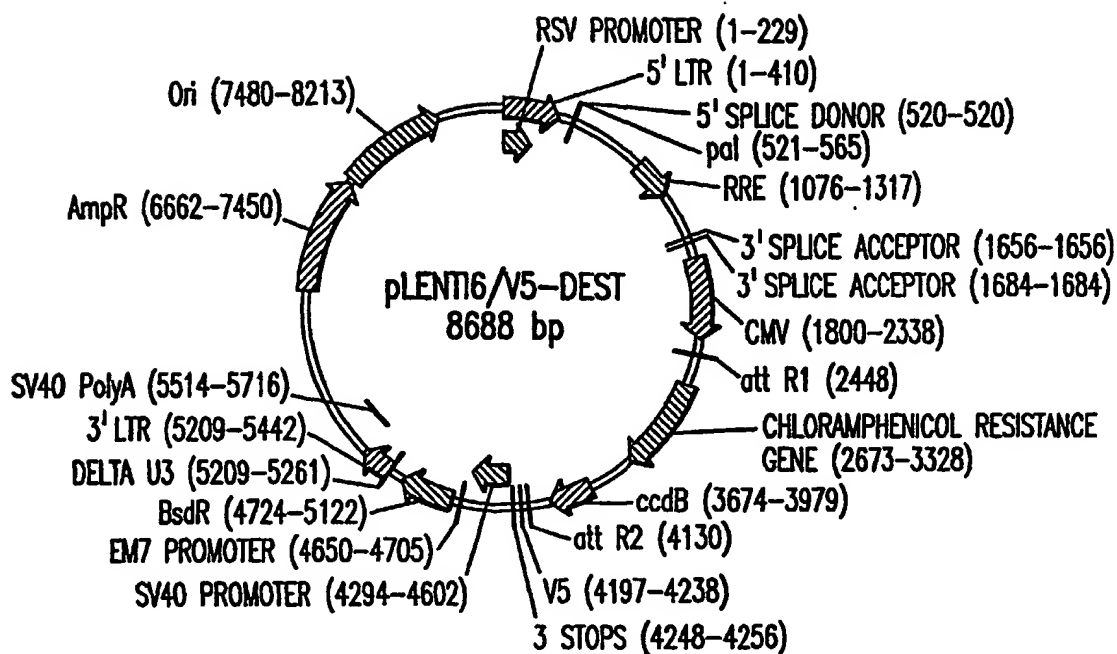 RSV PROMOTER (1-229)
5' LTR (1-410)
5' SPLICE DONOR (520-520)
pal (521-565)
RRE (1076-1317)
3' SPLICE ACCEPTOR (1656-1656)
3' SPLICE ACCEPTOR (1684-1684)
CMV (1800-2338)
att R1 (2448)
CHLORAMPHENICOL RESISTANCE
GENE (2673-3328)
ccdB (3674-3979)
att R2 (4130)
V5 (4197-4238)
3 STOPS (4248-4256)
SV40 PROMOTER (4294-4602)
EM7 PROMOTER (4650-4705)
BsdR (4724-5122)
DELTA U3 (5209-5261)
3' LTR (5209-5442)
SV40 PolyA (5514-5716)
AmpR (6662-7450)
Ori (7480-8213)
pLENTI6/V5-DEST
8688 bp